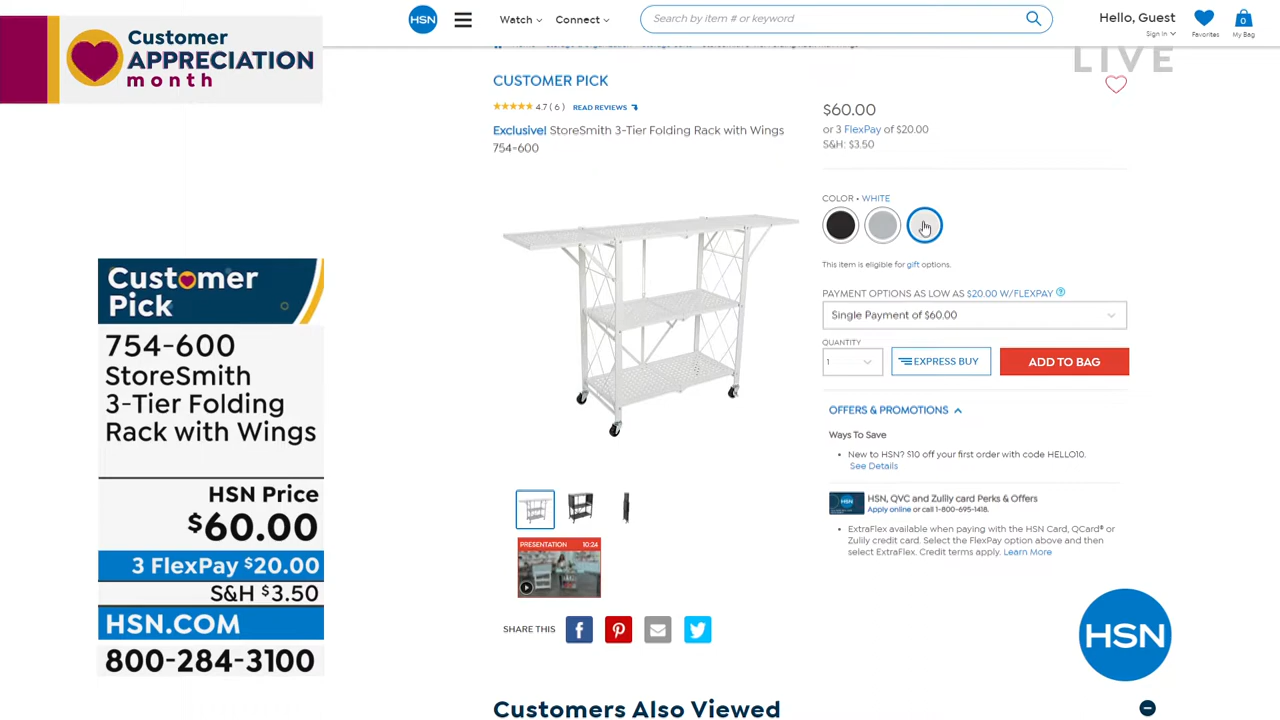 Customer
APPRECIATION
month
HSN
Watch
Connect
Search by item # or keyword
Hello, Guest
Sign In
Favorites
0
My Bag
LIVE
CUSTOMER PICK
4.7 ( 6 ) READ REVIEWS
Exclusive! StoreSmith 3-Tier Folding Rack with Wings
754-600
$60.00
or 3 FlexPay of $20.00
S&H: $3.50
COLOR • WHITE
This item is eligible for gift options.
PAYMENT OPTIONS AS LOW AS $20.00 W/FLEXPAY ?
Single Payment of $60.00
QUANTITY
1
EXPRESS BUY
ADD TO BAG
OFFERS & PROMOTIONS
Ways To Save
• New to HSN? $10 off your first order with code HELLO10.
See Details
HSN, QVC and Zulily card Perks & Offers
Apply online or call 1-800-695-1418.
• ExtraFlex available when paying with the HSN Card, QCard® or
Zulily credit card. Select the FlexPay option above and then
select ExtraFlex. Credit terms apply. Learn More
PRESENTATION 10:24
SHARE THIS
Customers Also Viewed
Customer
Pick
754-600
StoreSmith
3-Tier Folding
Rack with Wings
HSN Price
$60.00
3 FlexPay $20.00
S&H $3.50
HSN.COM
800-284-3100
HSN